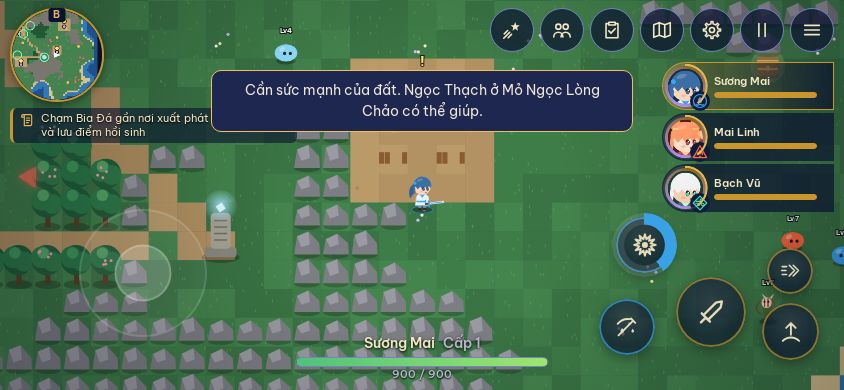 B
Lv4
!
Cần sức mạnh của đất. Ngọc Thạch ở Mỏ Ngọc Lòng
Chảo có thể giúp.
Chạm Bia Đá gần nơi xuất phát
và lưu điểm hồi sinh
Sương Mai
Mai Linh
Bạch Vũ
Lv7
Sương Mai Cấp 1
900 / 900